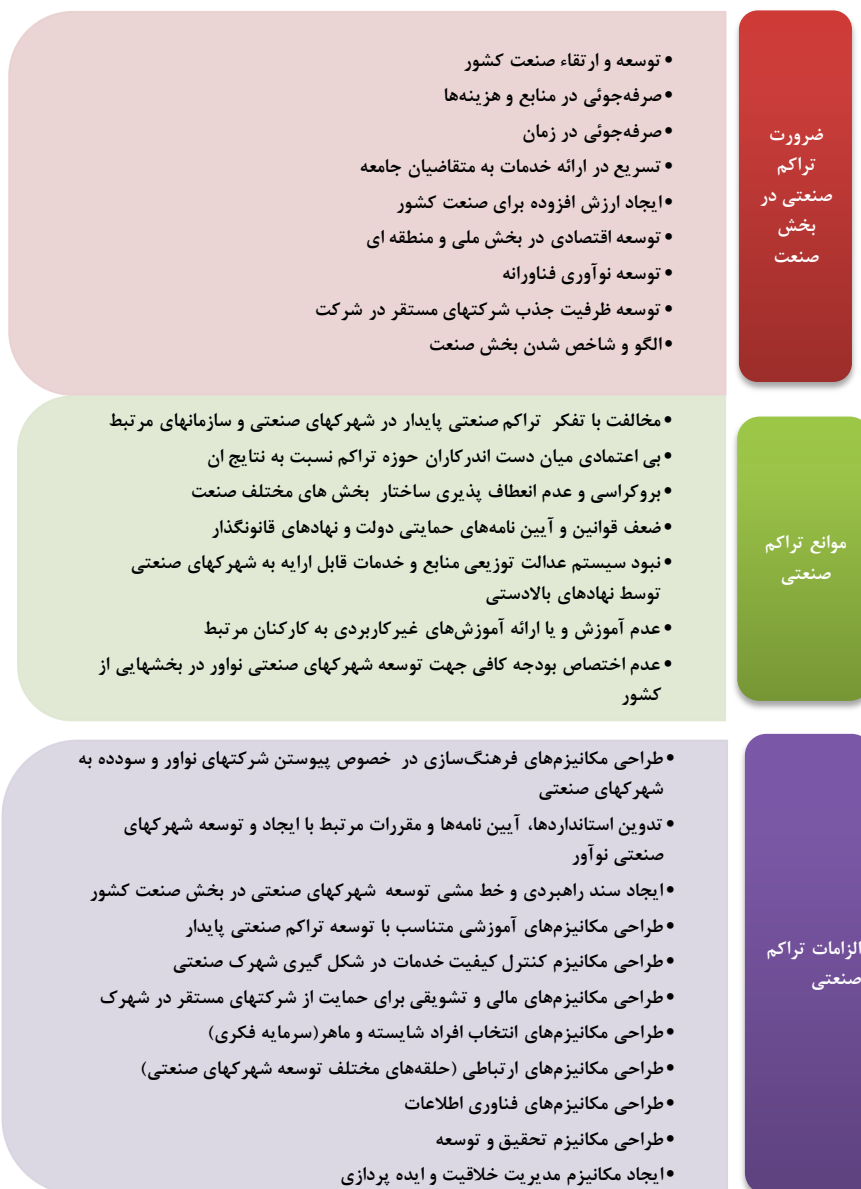 ضرورت
تراکم
صنعتی در
بخش
صنعت
•توسعه و ارتقاء صنعت کشور
•صرفه‌جوئی در منابع و هزینه‌ها
•صرفه‌جوئی در زمان
•تسریع در ارائه خدمات به متقاضیان جامعه
•ایجاد ارزش افزوده برای صنعت کشور
•توسعه اقتصادی در بخش ملی و منطقه ای
•توسعه نوآوری فناورانه
•توسعه ظرفیت جذب شرکتهای مستقر در شرکت
•الگو و شاخص شدن بخش صنعت
موانع تراکم
صنعتی
•مخالفت با تفکر تراکم صنعتی پایدار در شهرکهای صنعتی و سازمانهای مرتبط
•بی اعتمادی میان دست اندرکاران حوزه تراکم نسبت به نتایج ان
•بروکراسی و عدم انعطاف پذیری ساختار بخش های مختلف صنعت
•ضعف قوانین و آیین نامه‌های حمایتی دولت و نهادهای قانونگذار
•نبود سیستم عدالت توزیعی منابع و خدمات قابل ارایه به شهرکهای صنعتی
توسط نهادهای بالادستی
•عدم آموزش و یا ارائه آموزش‌های غیرکاربردی به کارکنان مرتبط
•عدم اختصاص بودجه کافی جهت توسعه شهرکهای صنعتی نواور در بخشهایی از
کشور
الزامات تراکم
صنعتی
•طراحی مکانیزم‌های فرهنگ‌سازی در خصوص پیوستن شرکتهای نواور و سودده به
شهرکهای صنعتی
•تدوین استانداردها، آیین نامه‌ها و مقررات مرتبط با ایجاد و توسعه شهرکهای
صنعتی نوآور
•ایجاد سند راهبردی و خط مشی توسعه شهرکهای صنعتی در بخش صنعت کشور
•طراحی مکانیزم‌های آموزشی متناسب با توسعه تراکم صنعتی پایدار
•طراحی مکانیزم کنترل کیفیت خدمات در شکل گیری شهرک صنعتی
•طراحی مکانیزم‌های مالی و تشویقی برای حمایت از شرکتهای مستقر در شهرک
•طراحی مکانیزم‌های انتخاب افراد شایسته و ماهر(سرمایه فکری)
•طراحی مکانیزم‌های ارتباطی (حلقه‌های مختلف توسعه شهرکهای صنعتی)
•طراحی مکانیزم‌های فناوری اطلاعات
•طراحی مکانیزم تحقیق و توسعه
•ایجاد مکانیزم مدیریت خلاقیت و ایده پردازی